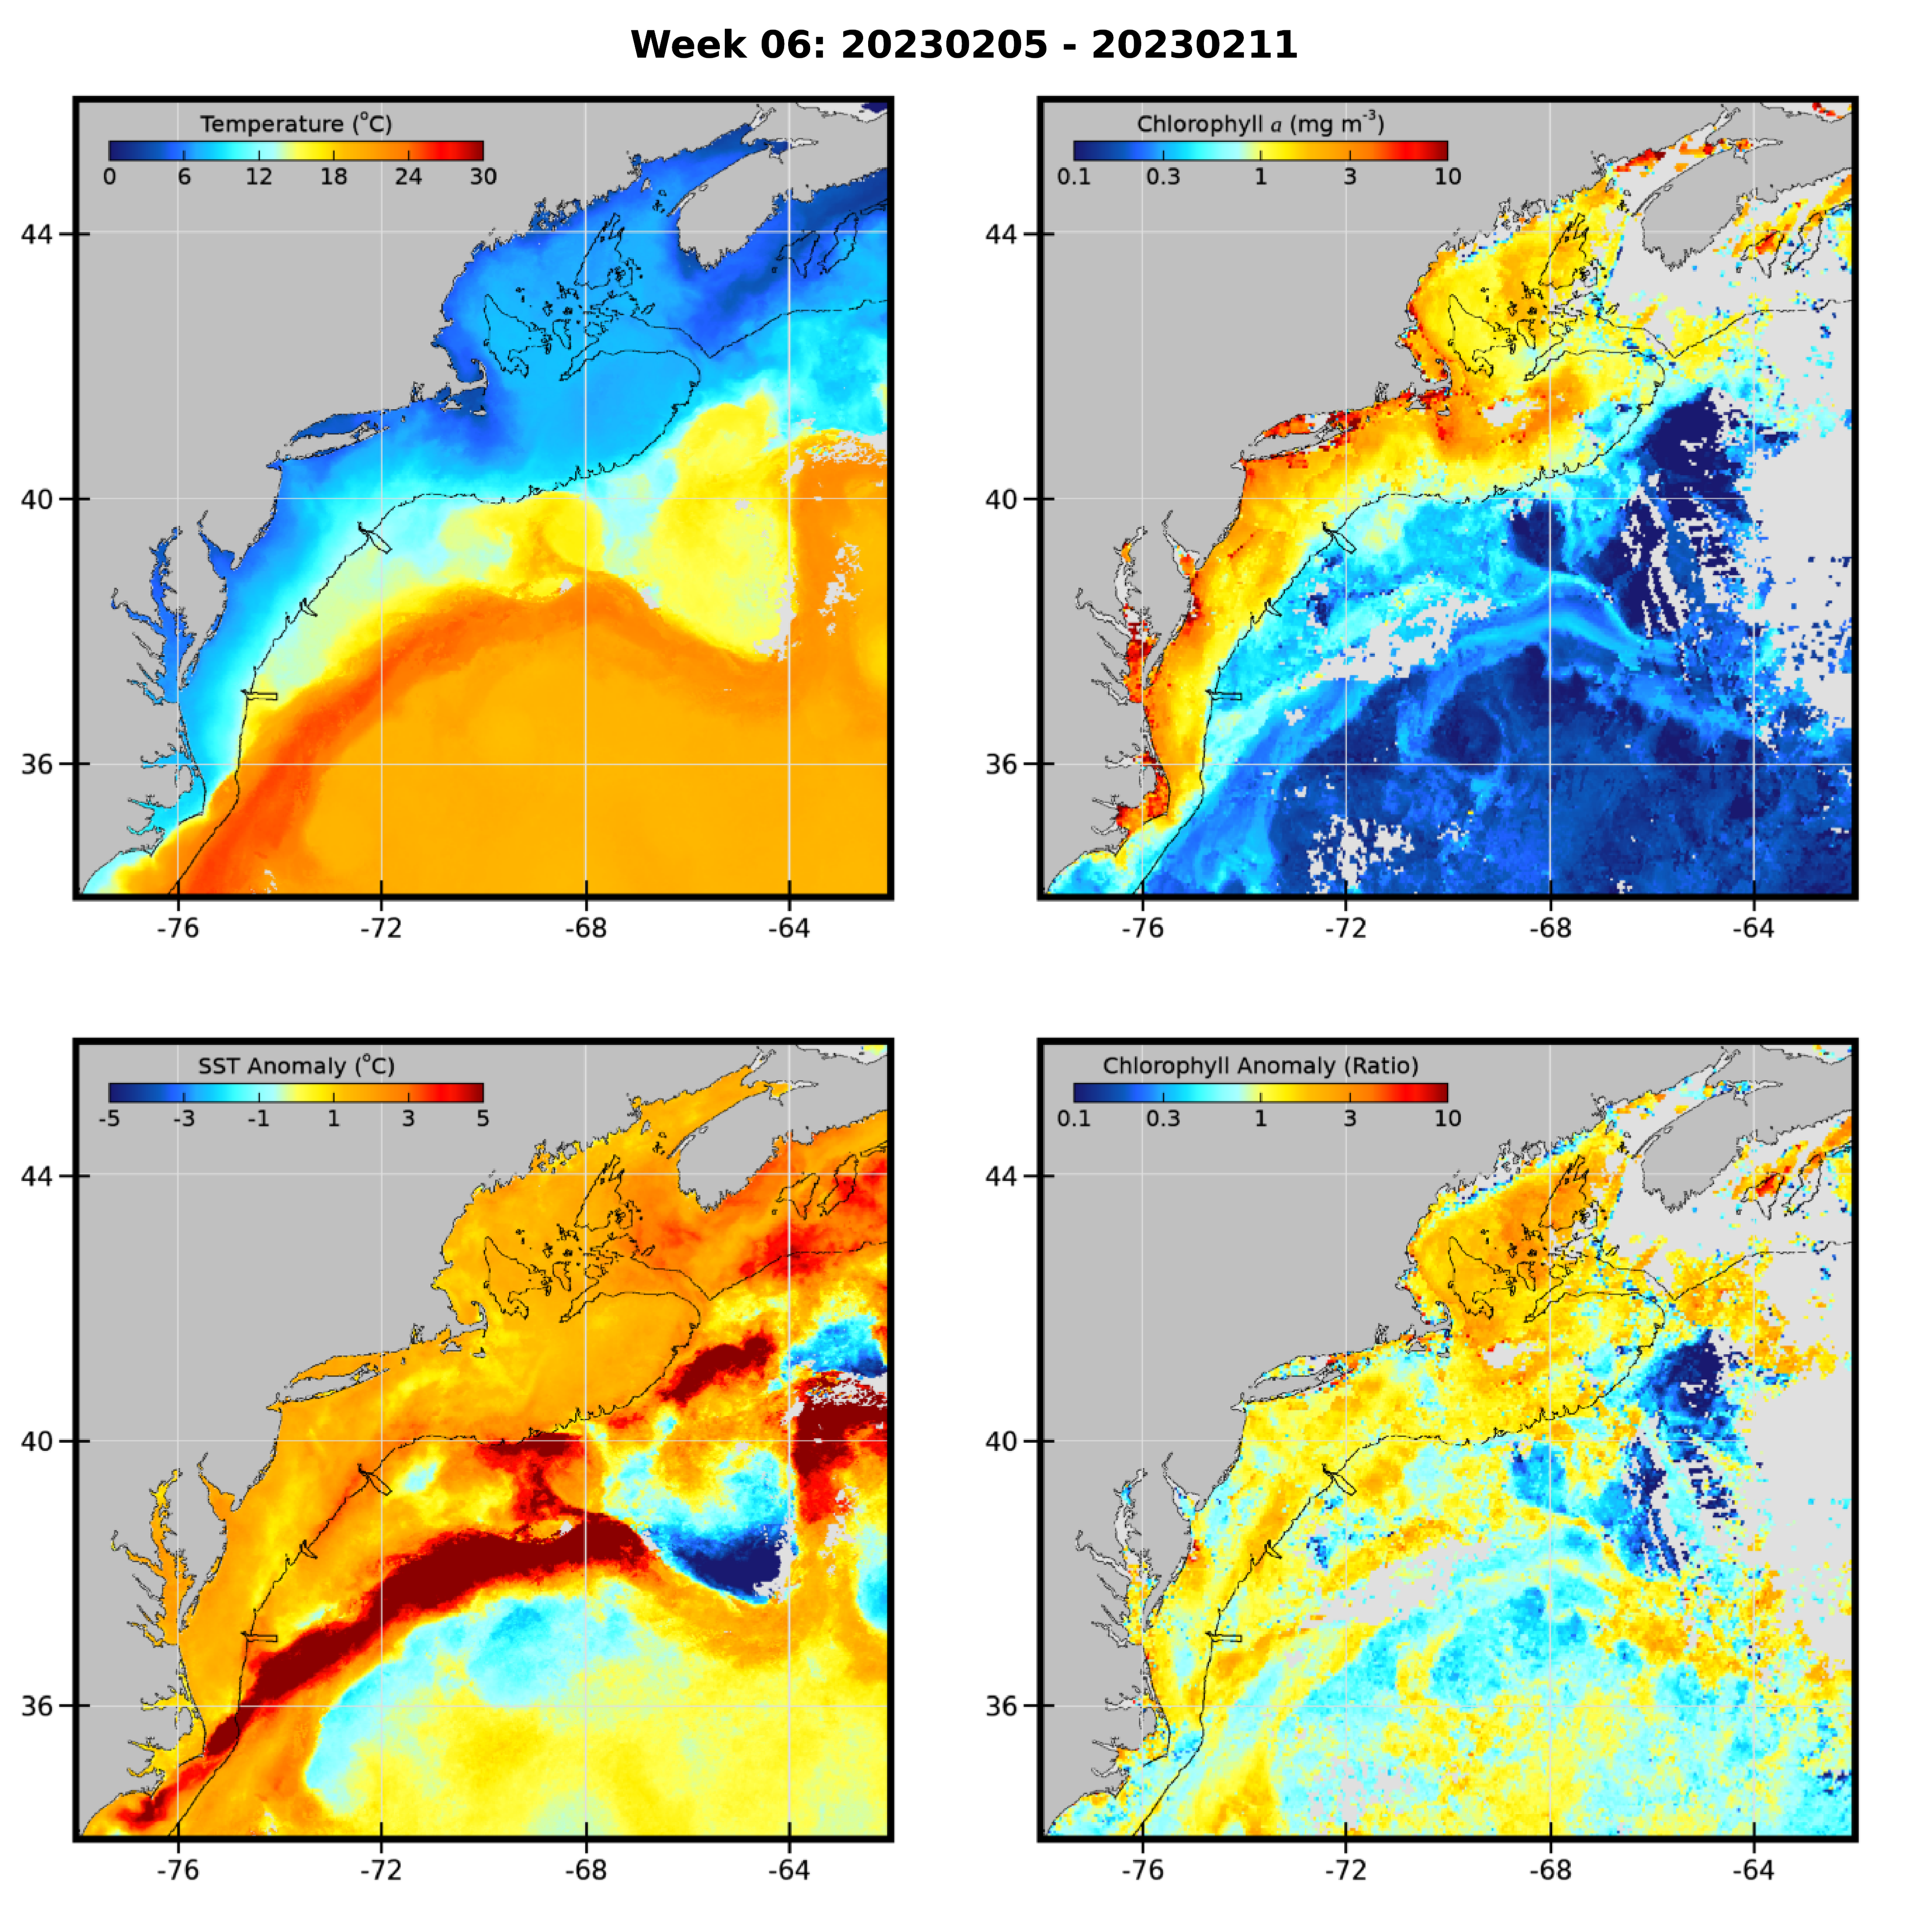 Week 06: 20230205 - 20230211
Temperature (°C)
0 6 12 18 24 30
44
40
36
-76 -72 -68 -64
Chlorophyll a (mg m⁻³)
0.1 0.3 1 3 10
44
40
36
-76 -72 -68 -64
SST Anomaly (°C)
-5 -3 -1 1 3 5
44
40
36
-76 -72 -68 -64
Chlorophyll Anomaly (Ratio)
0.1 0.3 1 3 10
44
40
36
-76 -72 -68 -64